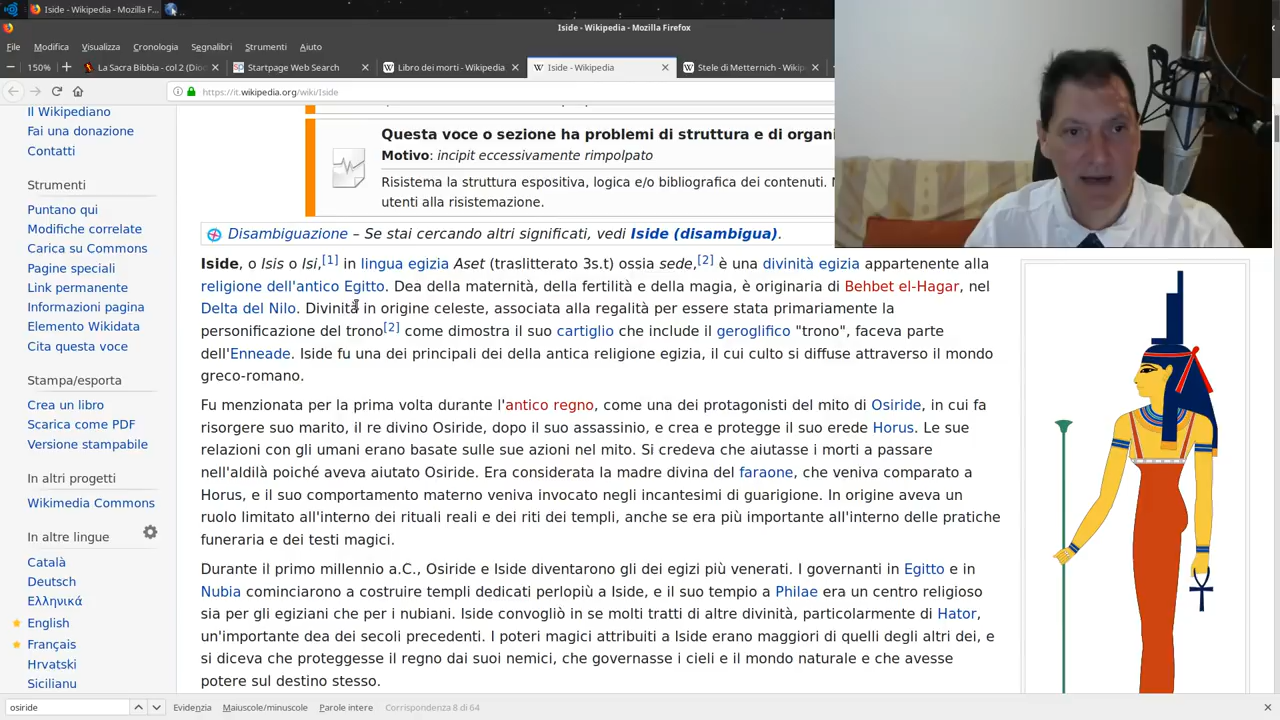 Iside - Wikipedia - Mozilla F...
Iside - Wikipedia - Mozilla Firefox
File Modifica Visualizza Cronologia Segnalibri Strumenti Aiuto
150% La Sacra Bibbia - col 2 (Dio Startpage Web Search Libro dei morti - Wikipedia Iside - Wikipedia Stele di Metternich - Wikip
https://it.wikipedia.org/wiki/Iside
Il Wikipediano
Fai una donazione
Contatti
Strumenti
Puntano qui
Modifiche correlate
Carica su Commons
Pagine speciali
Link permanente
Informazioni pagina
Elemento Wikidata
Cita questa voce
Stampa/esporta
Crea un libro
Scarica come PDF
Versione stampabile
In altri progetti
Wikimedia Commons
In altre lingue
Català
Deutsch
Ελληνικά
English
Français
Hrvatski
Sicilianu
Questa voce o sezione ha problemi di struttura e di organi
Motivo: incipit eccessivamente rimpolpato
Risistema la struttura espositiva, logica e/o bibliografica dei contenuti.
utenti alla risistemazione.
Disambiguazione – Se stai cercando altri significati, vedi Iside (disambigua).
Iside, o Isis o Isi,[1] in lingua egizia Aset (traslitterato 3s.t) ossia sede,[2] è una divinità egizia appartenente alla
religione dell'antico Egitto. Dea della maternità, della fertilità e della magia, è originaria di Behbet el-Hagar, nel
Delta del Nilo. Divinità in origine celeste, associata alla regalità per essere stata primariamente la
personificazione del trono[2] come dimostra il suo cartiglio che include il geroglifico "trono", faceva parte
dell'Enneade. Iside fu una dei principali dei della antica religione egizia, il cui culto si diffuse attraverso il mondo
greco-romano.
Fu menzionata per la prima volta durante l'antico regno, come una dei protagonisti del mito di Osiride, in cui fa
risorgere suo marito, il re divino Osiride, dopo il suo assassinio, e crea e protegge il suo erede Horus. Le sue
relazioni con gli umani erano basate sulle sue azioni nel mito. Si credeva che aiutasse i morti a passare
nell'aldilà poiché aveva aiutato Osiride. Era considerata la madre divina del faraone, che veniva comparato a
Horus, e il suo comportamento materno veniva invocato negli incantesimi di guarigione. In origine aveva un
ruolo limitato all'interno dei rituali reali e dei riti dei templi, anche se era più importante all'interno delle pratiche
funeraria e dei testi magici.
Durante il primo millennio a.C., Osiride e Iside diventarono gli dei egizi più venerati. I governanti in Egitto e in
Nubia cominciarono a costruire templi dedicati perlopiù a Iside, e il suo tempio a Philae era un centro religioso
sia per gli egiziani che per i nubiani. Iside convogliò in se molti tratti di altre divinità, particolarmente di Hator,
un'importante dea dei secoli precedenti. I poteri magici attribuiti a Iside erano maggiori di quelli degli altri dei, e
si diceva che proteggesse il regno dai suoi nemici, che governasse i cieli e il mondo naturale e che avesse
potere sul destino stesso.
osiride Evidenzia Maiuscole/minuscole Parole intere Corrispondenza 8 di 64